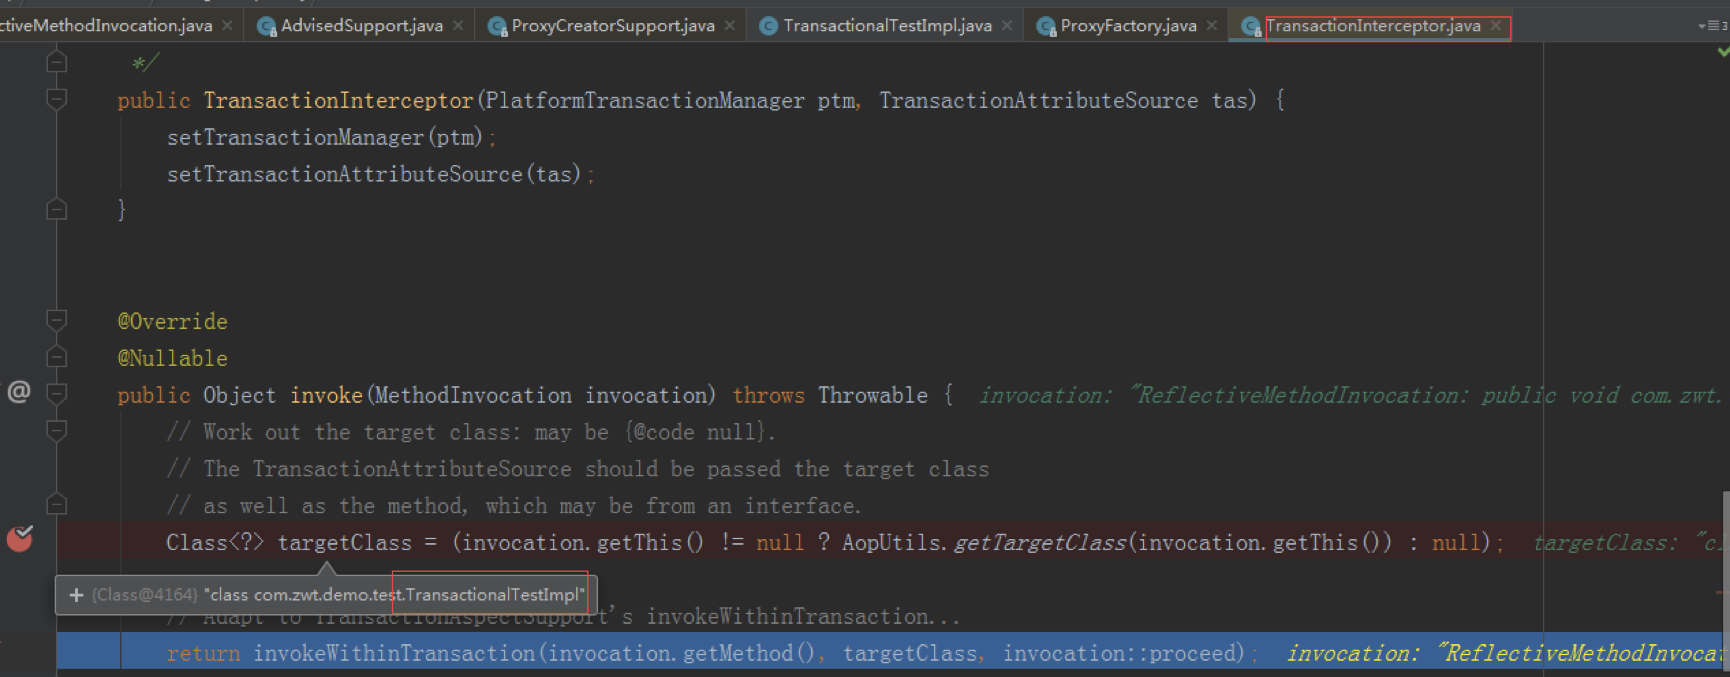 ctiveMethodInvocation.java × AdvisedSupport.java × ProxyCreatorSupport.java × TransactionalTestImpl.java × ProxyFactory.java × TransactionInterceptor.java ×
*/
public TransactionInterceptor(PlatformTransactionManager ptm, TransactionAttributeSource tas) {
setTransactionManager(ptm);
setTransactionAttributeSource(tas);
}
@Override
@Nullable
public Object invoke(MethodInvocation invocation) throws Throwable { invocation: "ReflectiveMethodInvocation: public void com.zwt.
// Work out the target class: may be {@code null}.
// The TransactionAttributeSource should be passed the target class
// as well as the method, which may be from an interface.
Class<?> targetClass = (invocation.getThis() != null ? AopUtils.getTargetClass(invocation.getThis()) : null); targetClass: "cl
+ {Class@4164} "class com.zwt.demo.test.TransactionalTestImpl"
// Adapt to TransactionAspectSupport's invokeWithinTransaction...
return invokeWithinTransaction(invocation.getMethod(), targetClass, invocation::proceed); invocation: "ReflectiveMethodInvocat